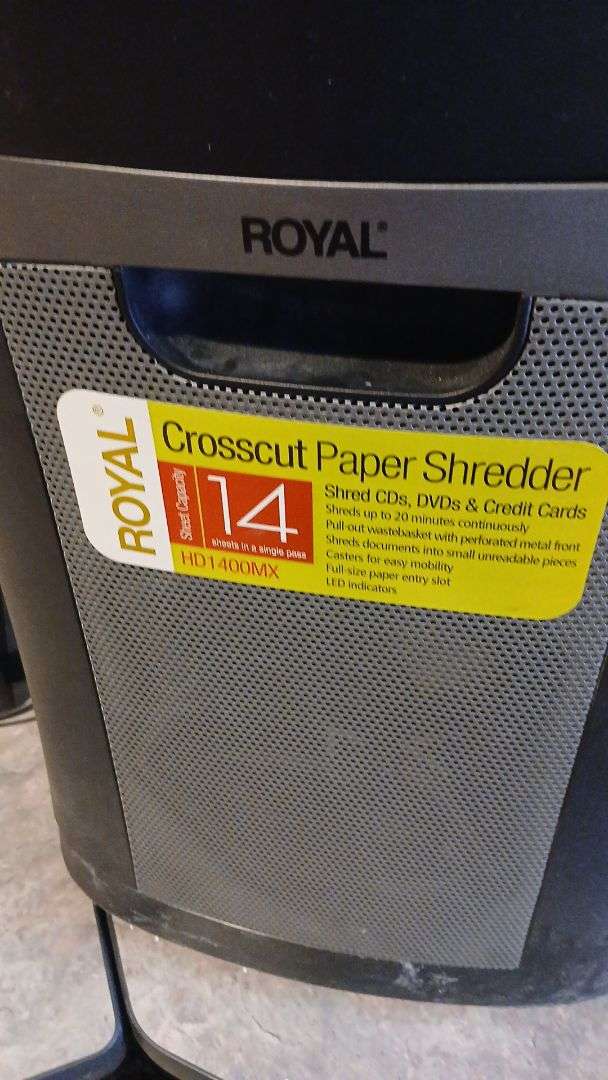 ROYAL®
ROYAL®
Crosscut Paper Shredder
Sheet Capacity
14
sheets in a single pass
HD1400MX
Shred CDs, DVDs & Credit Cards
Shreds up to 20 minutes continuously
Pull-out wastebasket with perforated metal front
Shreds documents into small unreadable pieces
Casters for easy mobility
Full-size paper entry slot
LED indicators